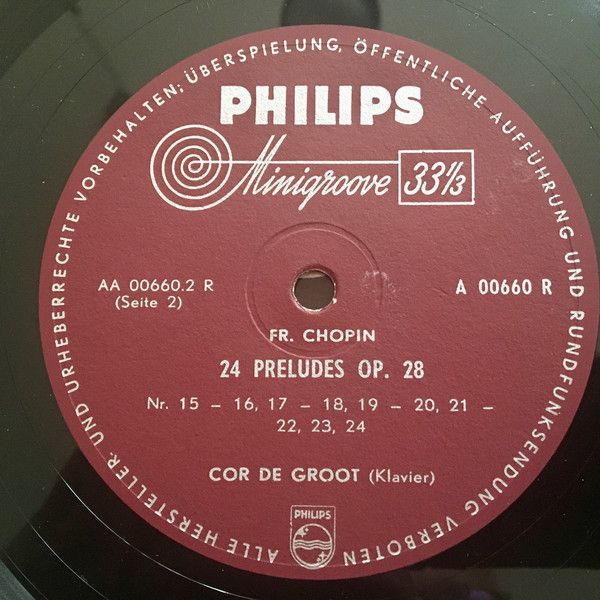 ALLE HERSTELLER- UND URHEBERRECHTE VORBEHALTEN; ÜBERSPIELUNG, ÖFFENTLICHE AUFFÜHRUNG UND RUNDFUNKSENDUNG VERBOTEN
PHILIPS
Minigroove 33⅓
AA 00660.2 R
(Seite 2)
A 00660 R
FR. CHOPIN
24 PRELUDES OP. 28
Nr. 15 – 16, 17 – 18, 19 – 20, 21 –
22, 23, 24
COR DE GROOT (Klavier)
PHILIPS